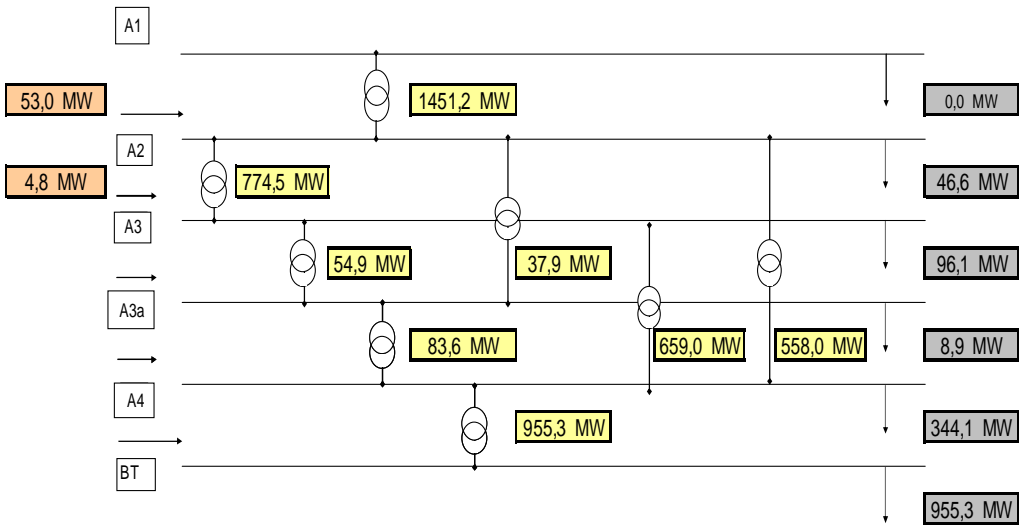 A1
53,0 MW
1451,2 MW
0,0 MW
A2
4,8 MW
774,5 MW
46,6 MW
A3
54,9 MW
37,9 MW
96,1 MW
A3a
83,6 MW
659,0 MW
558,0 MW
8,9 MW
A4
955,3 MW
344,1 MW
BT
955,3 MW